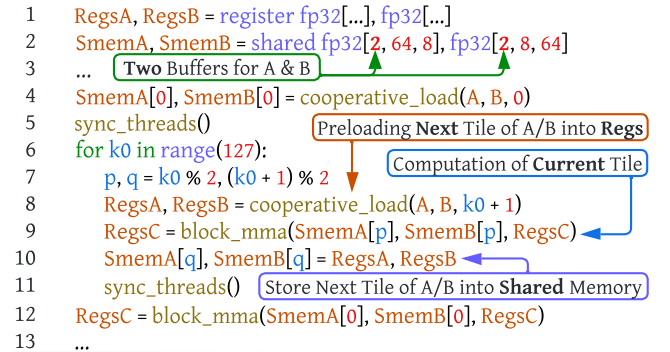 1 RegsA, RegsB = register fp32[...], fp32[...]
2 SmemA, SmemB = shared fp32[2, 64, 8], fp32[2, 8, 64]
3 ... Two Buffers for A & B
4 SmemA[0], SmemB[0] = cooperative_load(A, B, 0)
5 sync_threads() Preloading Next Tile of A/B into Regs
6 for k0 in range(127): Computation of Current Tile
7 p, q = k0 % 2, (k0 + 1) % 2
8 RegsA, RegsB = cooperative_load(A, B, k0 + 1)
9 RegsC = block_mma(SmemA[p], SmemB[p], RegsC)
10 SmemA[q], SmemB[q] = RegsA, RegsB
11 sync_threads() Store Next Tile of A/B into Shared Memory
12 RegsC = block_mma(SmemA[0], SmemB[0], RegsC)
13 ...